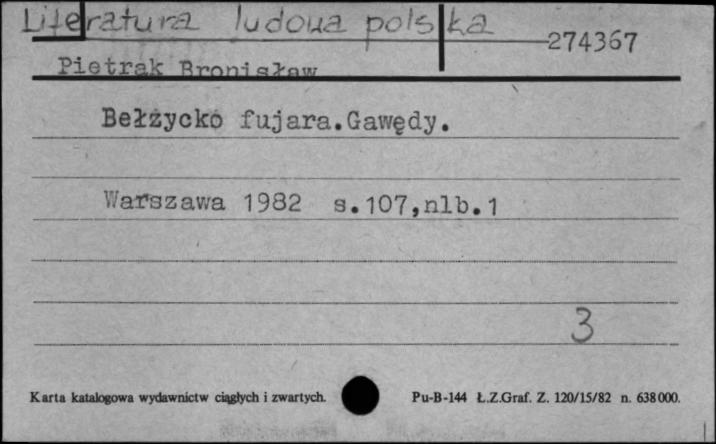 Literatura ludowa polska
274367
Pietrak Bronisław
Bełżycko fujara.Gawędy.
Warszawa 1982 s.107,nlb.1
3
Karta katalogowa wydawnictw ciągłych i zwartych.
Pu-B-144 Ł.Z.Graf. Z. 120/15/82 n. 638000.